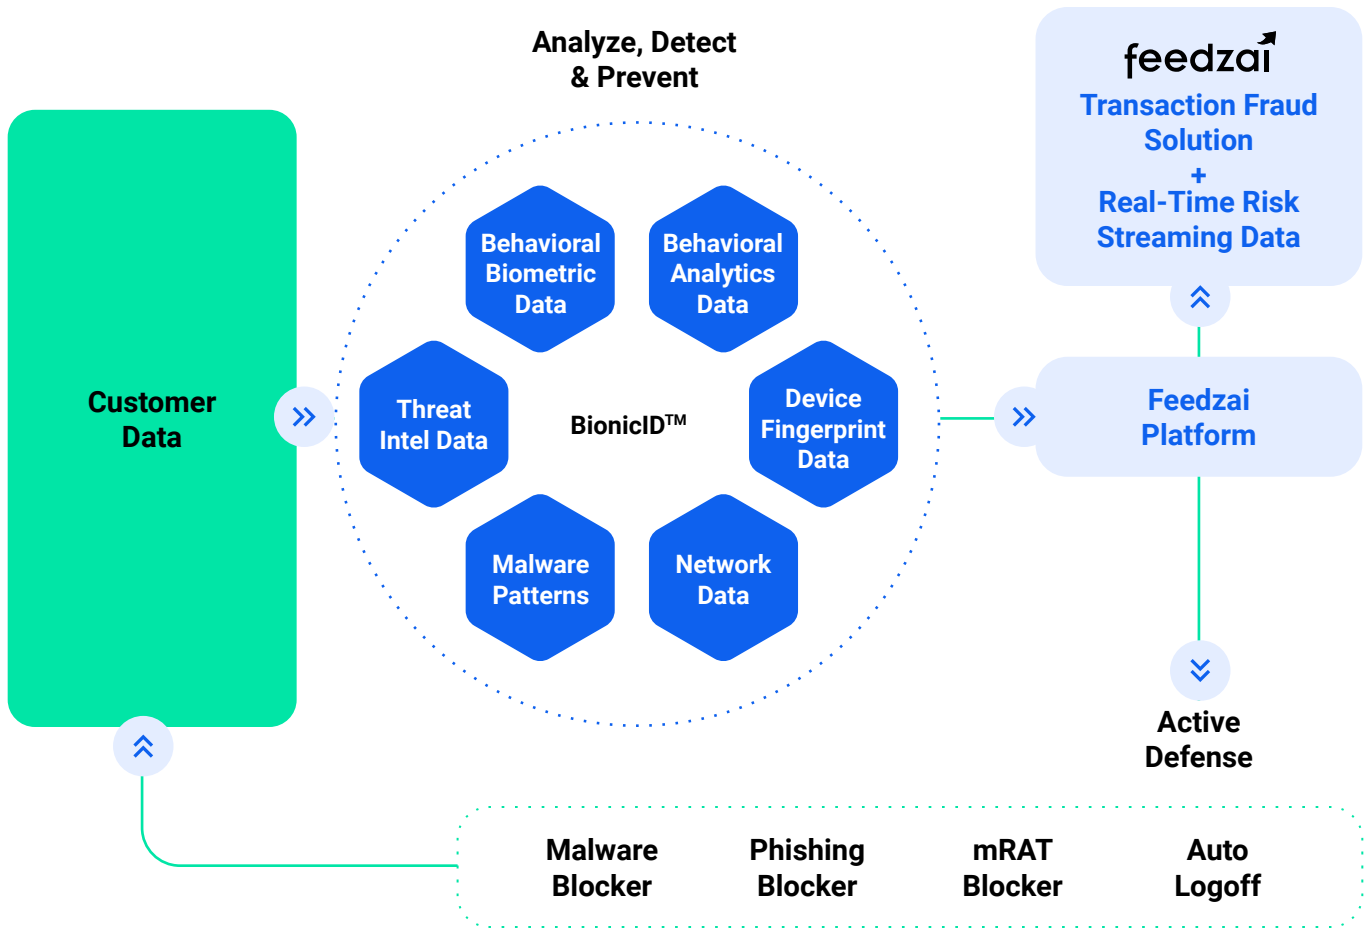 Analyze, Detect
& Prevent
feedzai
Transaction Fraud
Solution
+
Real-Time Risk
Streaming Data
Behavioral
Biometric
Data
Behavioral
Analytics
Data
Customer
Data
Threat
Intel Data
BionicID™
Device
Fingerprint
Data
Feedzai
Platform
Malware
Patterns
Network
Data
Active
Defense
Malware
Blocker
Phishing
Blocker
mRAT
Blocker
Auto
Logoff